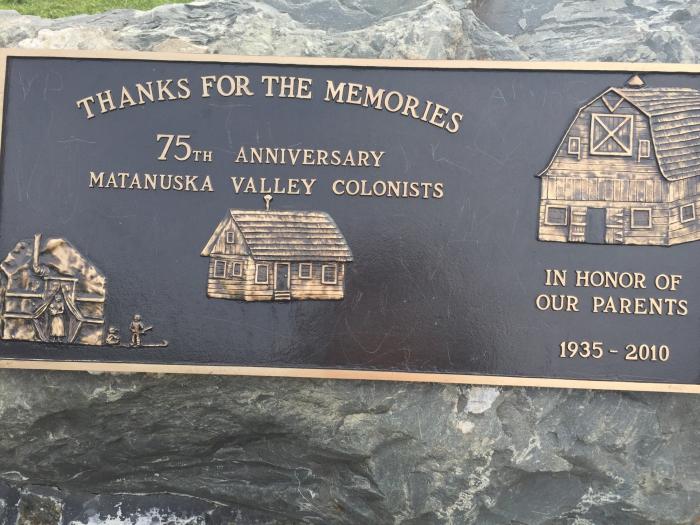 THANKS FOR THE MEMORIES
75TH ANNIVERSARY
MATANUSKA VALLEY COLONISTS
IN HONOR OF
OUR PARENTS
1935 - 2010